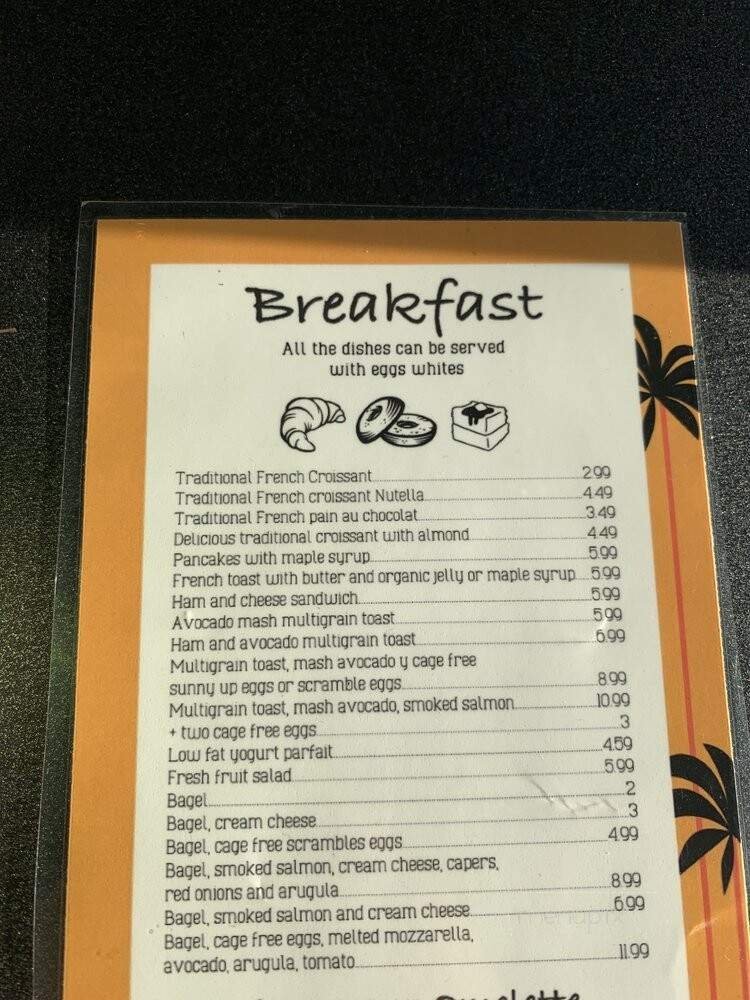 Breakfast
All the dishes can be served
with eggs whites
Traditional French Croissant 2.99
Traditional French croissant Nutella 4.49
Traditional French pain au chocolat 3.49
Delicious traditional croissant with almond 4.49
Pancakes with maple syrup 5.99
French toast with butter and organic jelly or maple syrup 5.99
Ham and cheese sandwich 5.99
Avocado mash multigrain toast 5.99
Ham and avocado multigrain toast 6.99
Multigrain toast, mash avocado y cage free
sunny up eggs or scramble eggs 8.99
Multigrain toast, mash avocado, smoked salmon 10.99
+ two cage free eggs 3
Low fat yogurt parfait 4.59
Fresh fruit salad 5.99
Bagel 2
Bagel, cream cheese 3
Bagel, cage free scrambles eggs 4.99
Bagel, smoked salmon, cream cheese, capers,
red onions and arugula 8.99
Bagel, smoked salmon and cream cheese 6.99
Bagel, cage free eggs, melted mozzarella,
avocado, arugula, tomato 11.99